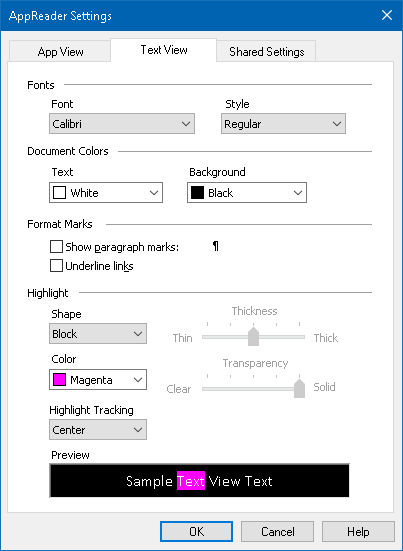 AppReader Settings
App View Text View Shared Settings
Fonts
Font Style
Calibri Regular
Document Colors
Text Background
White Black
Format Marks
Show paragraph marks: ¶
Underline links
Highlight
Shape Thickness
Block Thin Thick
Color Transparency
Magenta Clear Solid
Highlight Tracking
Center
Preview
Sample Text View Text
OK Cancel Help